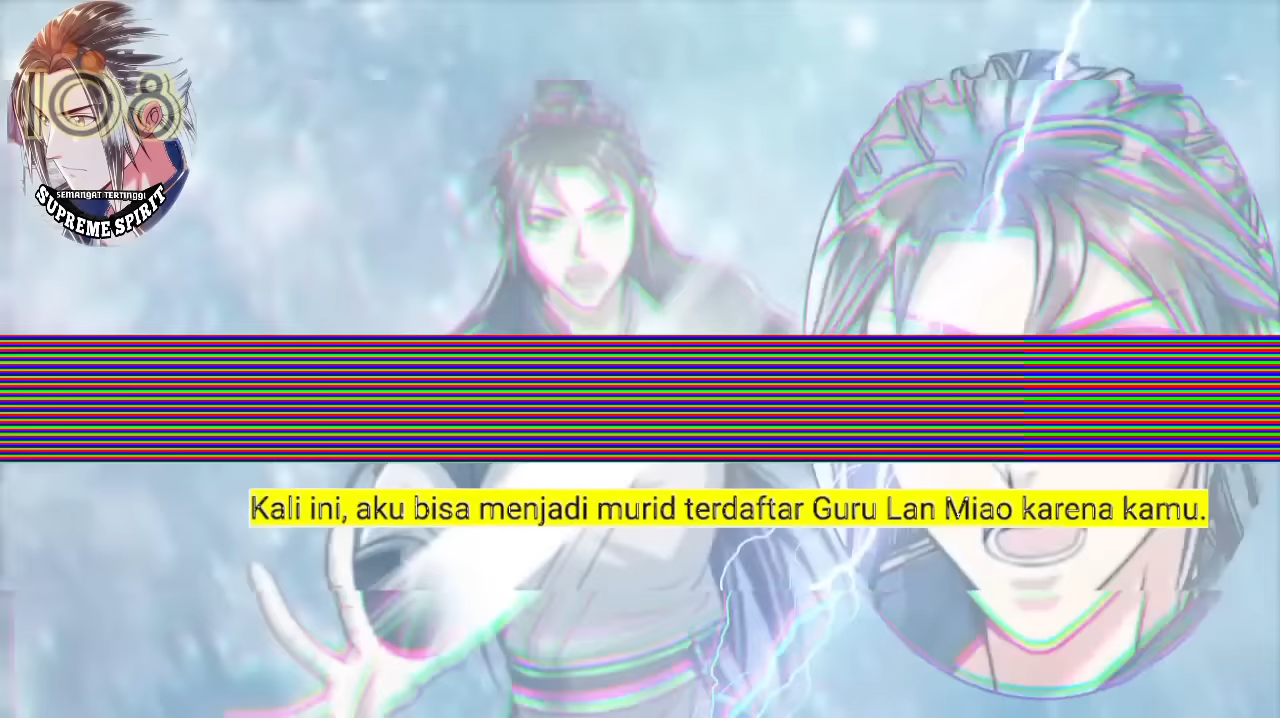 108
SEMANGAT TERTINGGI
SUPREME SPIRIT
Kali ini, aku bisa menjadi murid terdaftar Guru Lan Miao karena kamu.